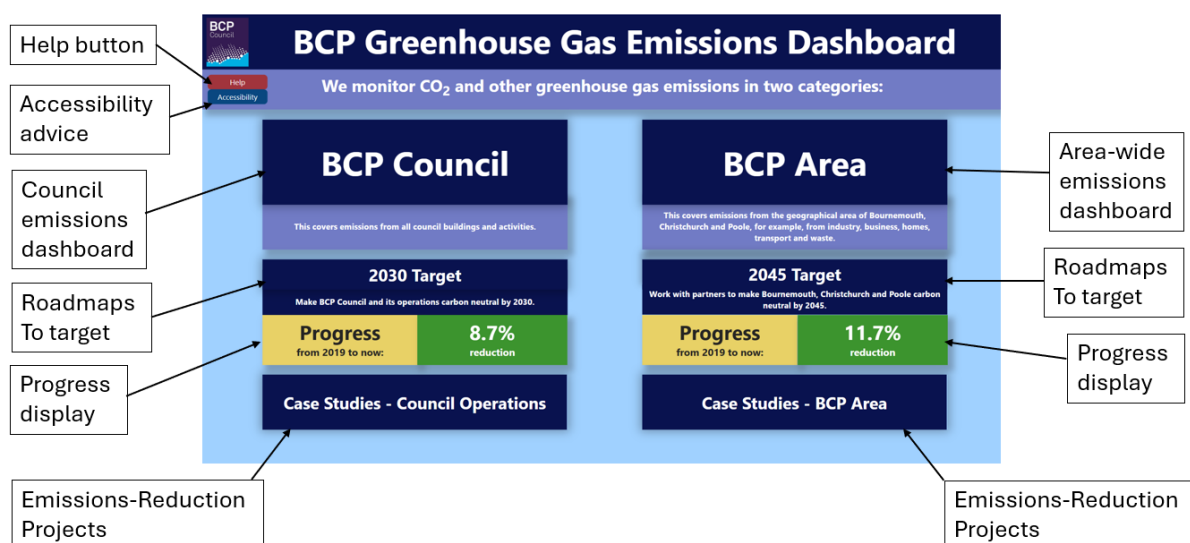 BCP
Council
BCP Greenhouse Gas Emissions Dashboard
Help button
Help
Accessibility
We monitor CO₂ and other greenhouse gas emissions in two categories:
Accessibility
advice
BCP Council
BCP Area
Area-wide
emissions
dashboard
Council
emissions
dashboard
This covers emissions from all council buildings and activities.
This covers emissions from the geographical area of Bournemouth,
Christchurch and Poole, for example, from industry, business, homes,
transport and waste.
Roadmaps
To target
2030 Target
Make BCP Council and its operations carbon neutral by 2030.
2045 Target
Work with partners to make Bournemouth, Christchurch and Poole carbon
neutral by 2045.
Roadmaps
To target
Progress
from 2019 to now:
8.7%
reduction
Progress
from 2019 to now:
11.7%
reduction
Progress
display
Progress
display
Case Studies - Council Operations
Case Studies - BCP Area
Emissions-Reduction
Projects
Emissions-Reduction
Projects